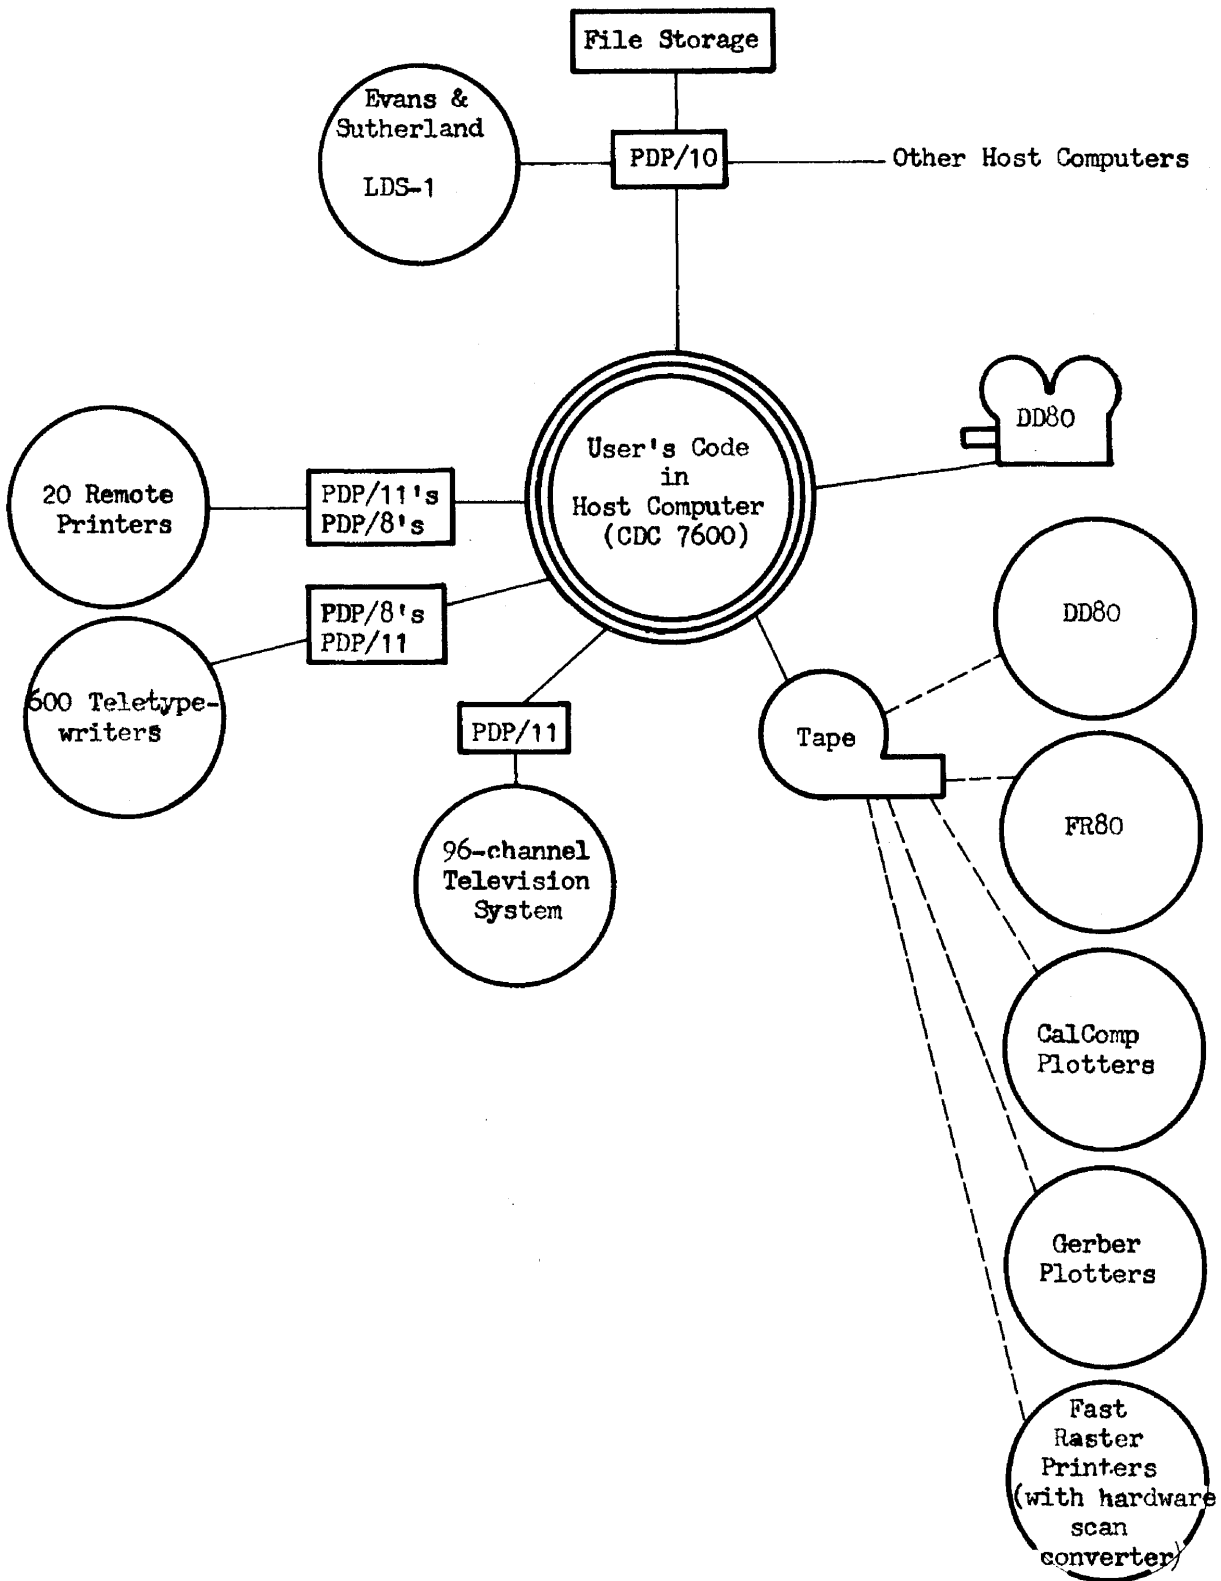 File Storage
Evans &
Sutherland
LDS-1
PDP/10
Other Host Computers
DD80
User's Code
in
Host Computer
(CDC 7600)
20 Remote
Printers
PDP/11's
PDP/8's
PDP/8's
PDP/11
600 Teletype-
writers
PDP/11
96-channel
Television
System
Tape
DD80
FR80
CalComp
Plotters
Gerber
Plotters
Fast
Raster
Printers
(with hardware
scan
converter)